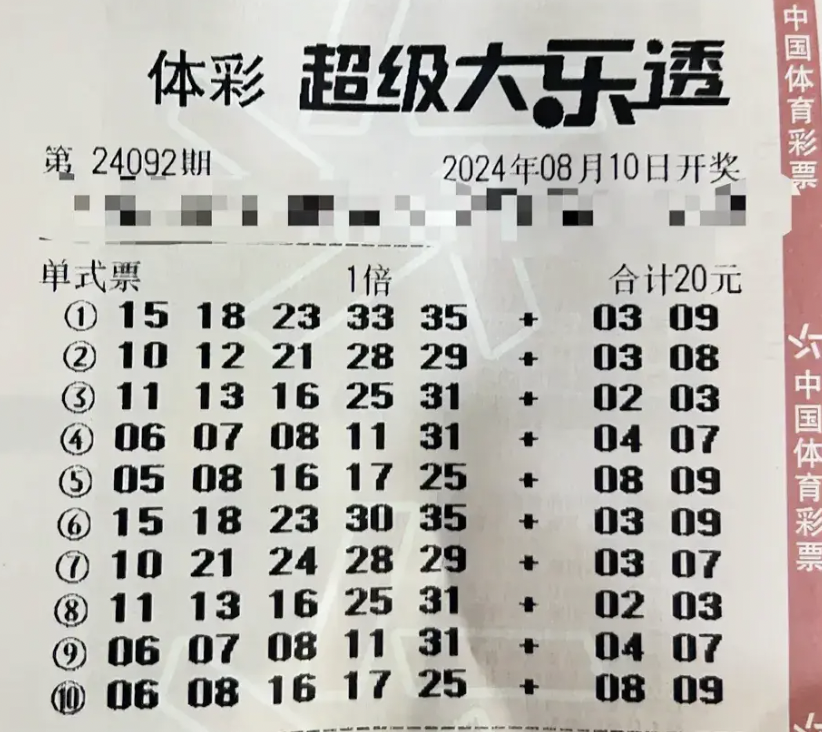 体彩 超级大乐透
第 24092期 2024年08月10日开奖
单式票 1倍 合计20元
① 15 18 23 33 35 + 03 09
② 10 12 21 28 29 + 03 08
③ 11 13 16 25 31 + 02 03
④ 06 07 08 11 31 + 04 07
⑤ 05 08 16 17 25 + 08 09
⑥ 15 18 23 30 35 + 03 09
⑦ 10 21 24 28 29 + 03 07
⑧ 11 13 16 25 31 + 02 03
⑨ 06 07 08 11 31 + 04 07
⑩ 06 08 16 17 25 + 08 09
中国体育彩票
中国体育彩票